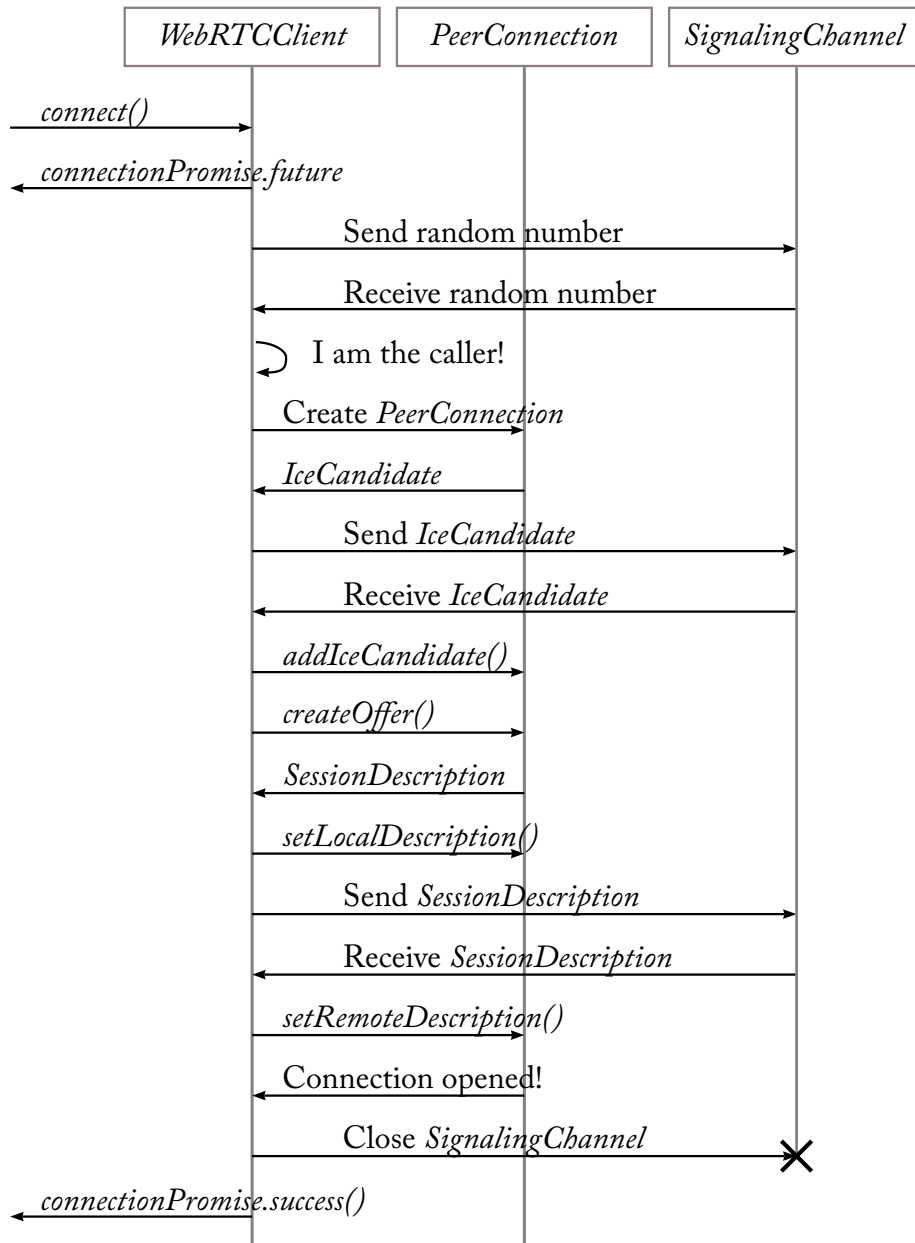 WebRTCClient PeerConnection SignalingChannel
connect()
connectionPromise.future
Send random number
Receive random number
I am the caller!
Create PeerConnection
IceCandidate
Send IceCandidate
Receive IceCandidate
addIceCandidate()
createOffer()
SessionDescription
setLocalDescription()
Send SessionDescription
Receive SessionDescription
setRemoteDescription()
Connection opened!
Close SignalingChannel
connectionPromise.success()